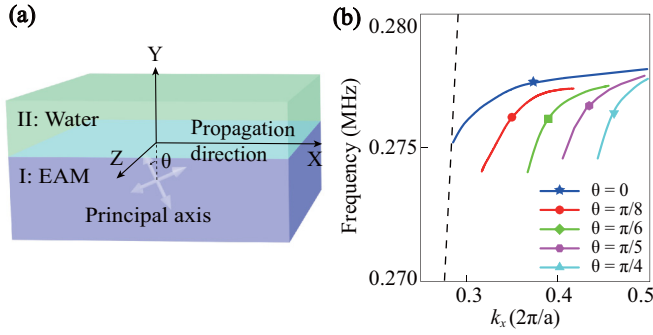 (a)
Y
II: Water
Propagation
direction
X
Z
θ
I: EAM
Principal axis
(b)
0.280
0.275
0.270
Frequency (MHz)
θ = 0
θ = π/8
θ = π/6
θ = π/5
θ = π/4
0.3
0.4
0.5
kₓ (2π/a)